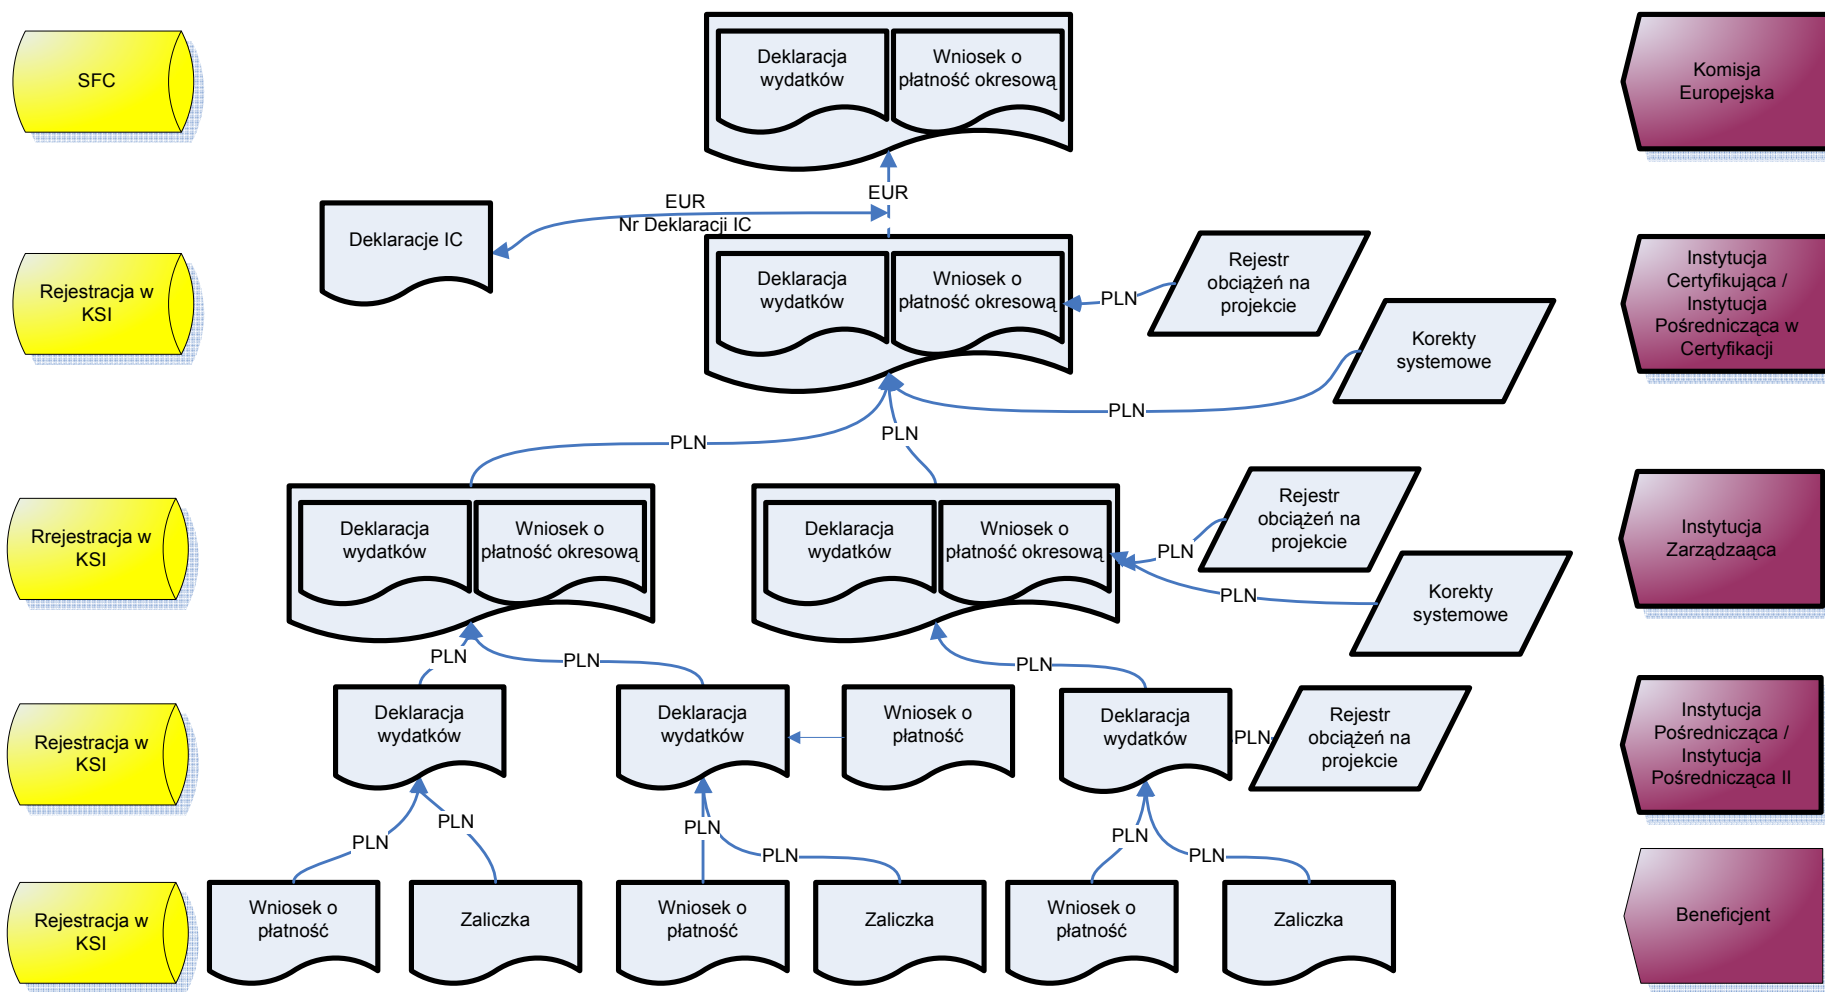 SFC
Deklaracja
wydatków
Wniosek o
płatność okresową
Komisja
Europejska
EUR
EUR
Nr Deklaracji IC
Deklaracje IC
Rejestracja w
KSI
Deklaracja
wydatków
Wniosek o
płatność okresową
PLN
Rejestr
obciążeń na
projekcie
Korekty
systemowe
Instytucja
Certyfikująca /
Instytucja
Pośrednicząca w
Certyfikacji
PLN
PLN
PLN
Rrejestracja w
KSI
Deklaracja
wydatków
Wniosek o
płatność okresową
Deklaracja
wydatków
Wniosek o
płatność okresową
PLN
Rejestr
obciążeń na
projekcie
PLN
Korekty
systemowe
Instytucja
Zarządzaąca
PLN
PLN
PLN
Rejestracja w
KSI
Deklaracja
wydatków
Deklaracja
wydatków
Wniosek o
płatność
Deklaracja
wydatków
PLN
Rejestr
obciążeń na
projekcie
Instytucja
Pośrednicząca /
Instytucja
Pośrednicząca II
PLN
PLN
PLN
PLN
PLN
PLN
Rejestracja w
KSI
Wniosek o
płatność
Zaliczka
Wniosek o
płatność
Zaliczka
Wniosek o
płatność
Zaliczka
Beneficjent